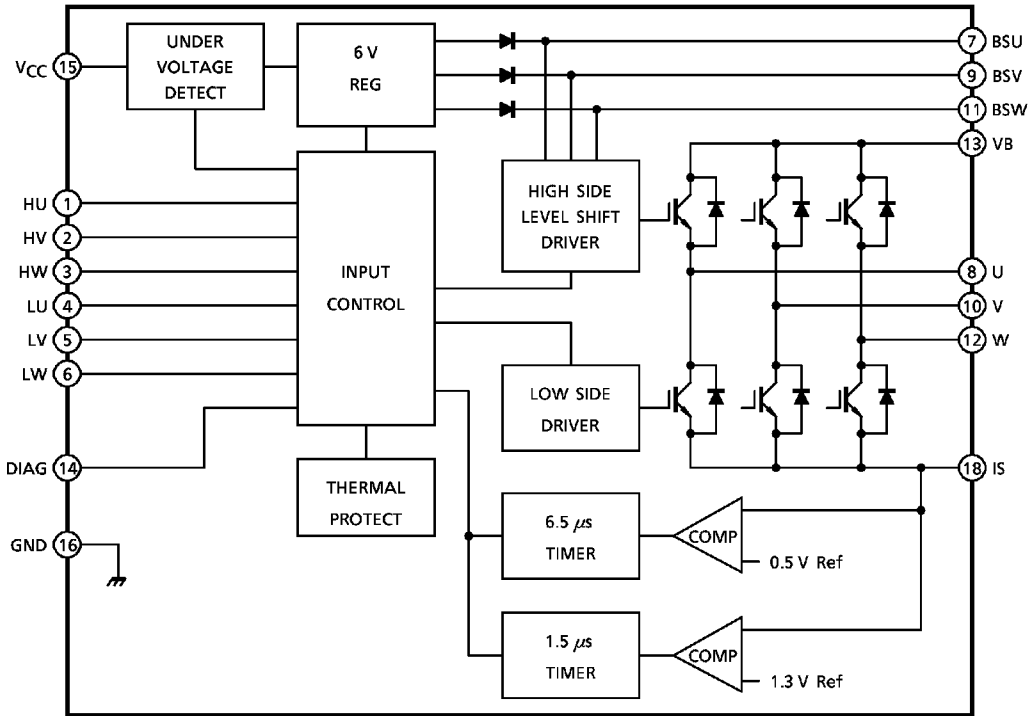 UNDER
VOLTAGE
DETECT
6 V
REG
VCC 15
7 BSU
9 BSV
11 BSW
13 VB
HU 1
HV 2
HW 3
LU 4
LV 5
LW 6
INPUT
CONTROL
HIGH SIDE
LEVEL SHIFT
DRIVER
8 U
10 V
12 W
LOW SIDE
DRIVER
DIAG 14
18 IS
THERMAL
PROTECT
GND 16
6.5 μs
TIMER
COMP
0.5 V Ref
1.5 μs
TIMER
COMP
1.3 V Ref